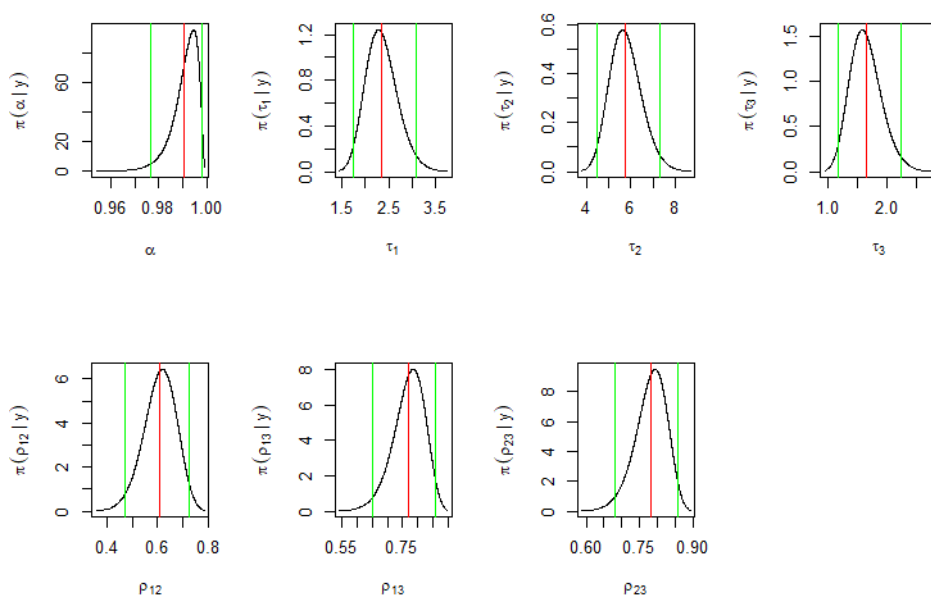 π(α | y)
0 20 60
0.96 0.98 1.00
α
π(τ₁ | y)
0.0 0.4 0.8 1.2
1.5 2.5 3.5
τ₁
π(τ₂ | y)
0.0 0.2 0.4 0.6
4 6 8
τ₂
π(τ₃ | y)
0.0 0.5 1.0 1.5
1.0 2.0
τ₃
π(ρ₁₂ | y)
0 2 4 6
0.4 0.6 0.8
ρ₁₂
π(ρ₁₃ | y)
0 2 4 6 8
0.55 0.75
ρ₁₃
π(ρ₂₃ | y)
0 2 4 6 8
0.60 0.75 0.90
ρ₂₃